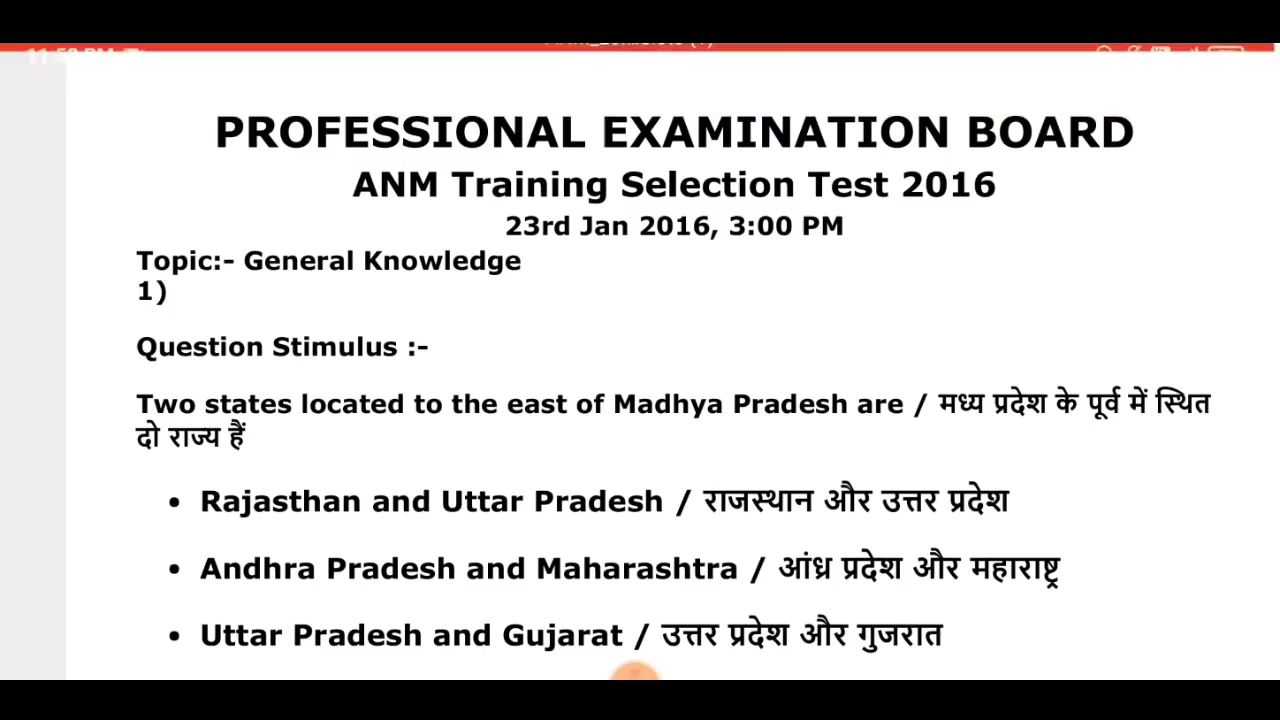 PROFESSIONAL EXAMINATION BOARD
ANM Training Selection Test 2016
23rd Jan 2016, 3:00 PM
Topic:- General Knowledge
1)
Question Stimulus :-
Two states located to the east of Madhya Pradesh are / मध्य प्रदेश के पूर्व में स्थित
दो राज्य हैं
• Rajasthan and Uttar Pradesh / राजस्थान और उत्तर प्रदेश
• Andhra Pradesh and Maharashtra / आंध्र प्रदेश और महाराष्ट्र
• Uttar Pradesh and Gujarat / उत्तर प्रदेश और गुजरात